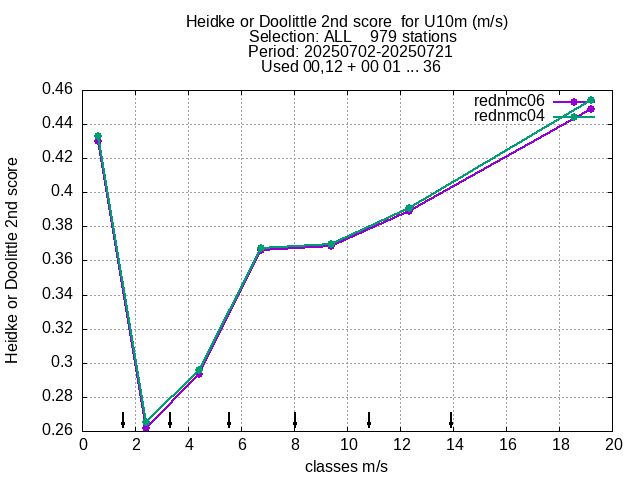 Heidke or Doolittle 2nd score  for U10m (m/s)
Selection: ALL    979 stations
Period: 20250702-20250721
Used 00,12 + 00 01 ... 36
rednmc06
rednmc04
Heidke or Doolittle 2nd score
0.46
0.44
0.42
0.4
0.38
0.36
0.34
0.32
0.3
0.28
0.26
0 2 4 6 8 10 12 14 16 18 20
classes m/s